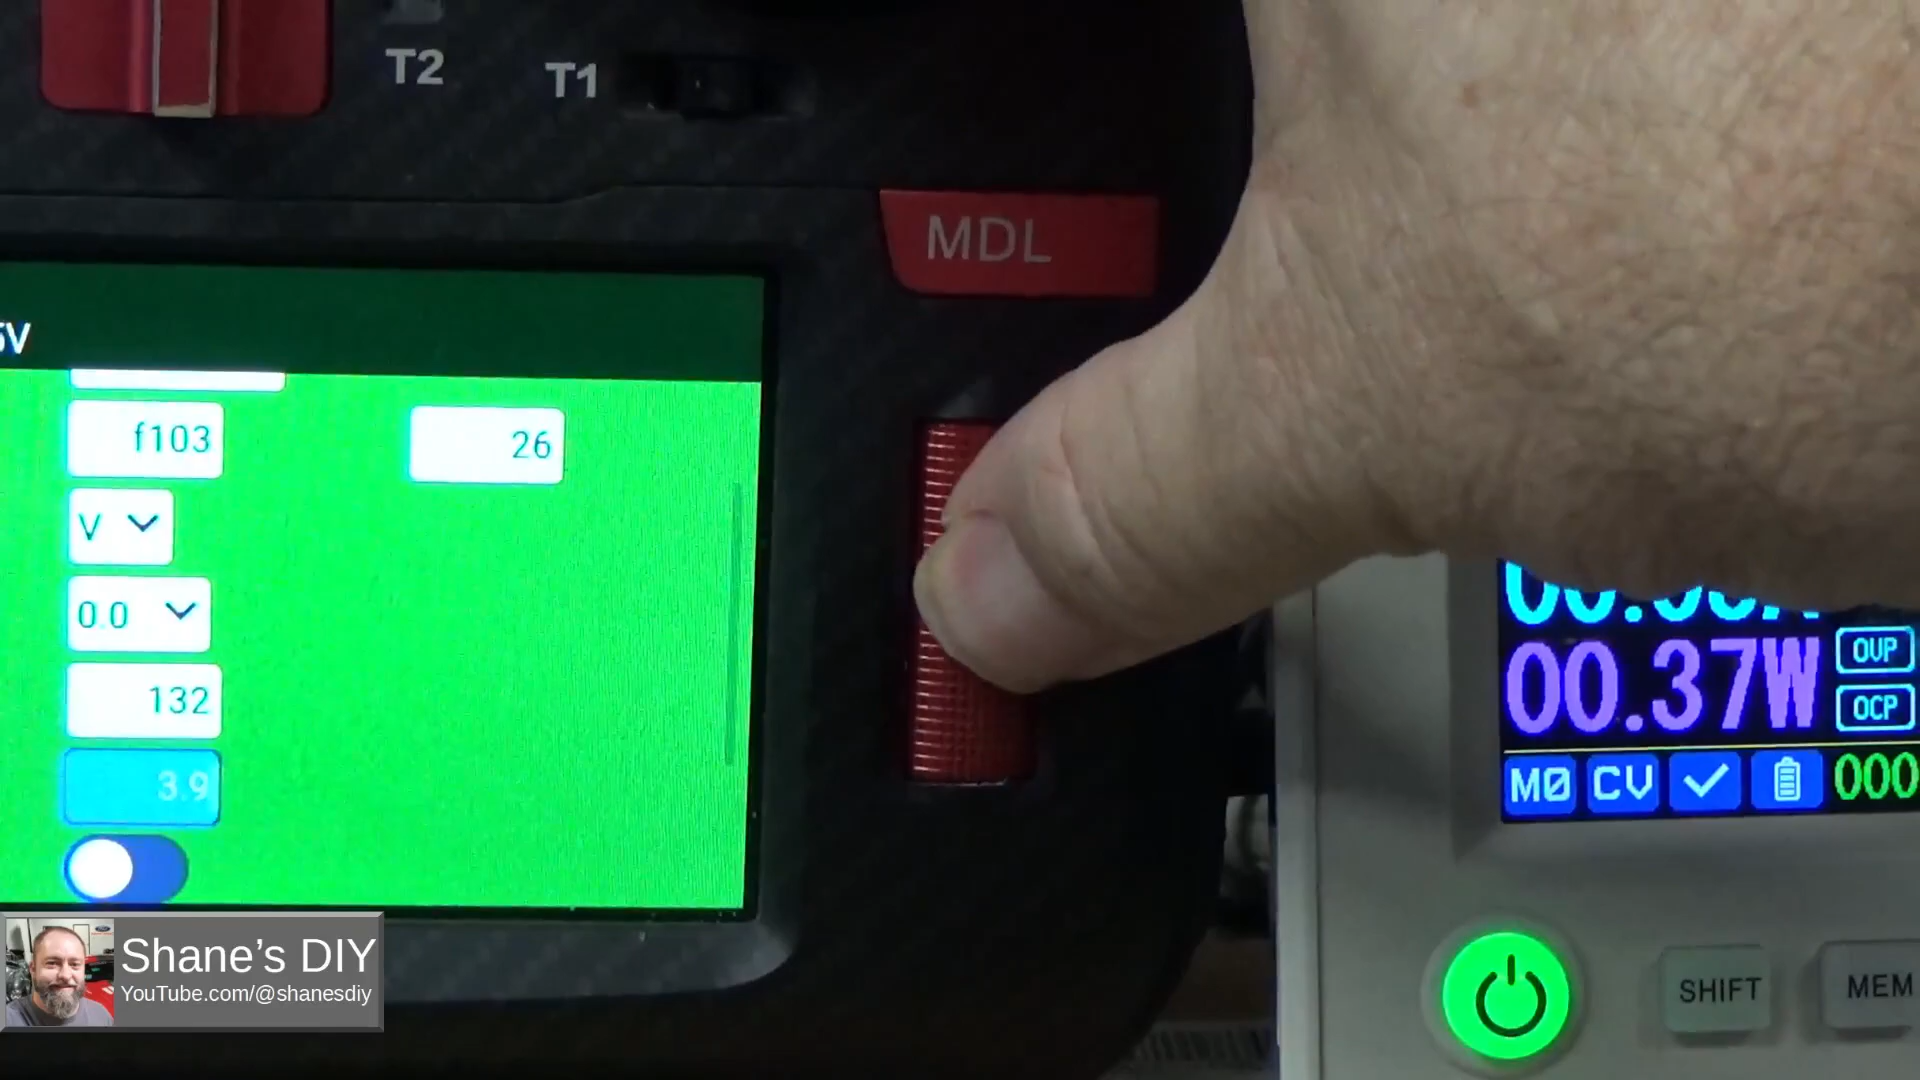 T2
T1
MDL
5V
f103
26
V
0.0
132
3.9
00.37W
OVP
OCP
M0
CV
000
SHIFT
MEM
Shane's DIY
YouTube.com/@shanesdiy